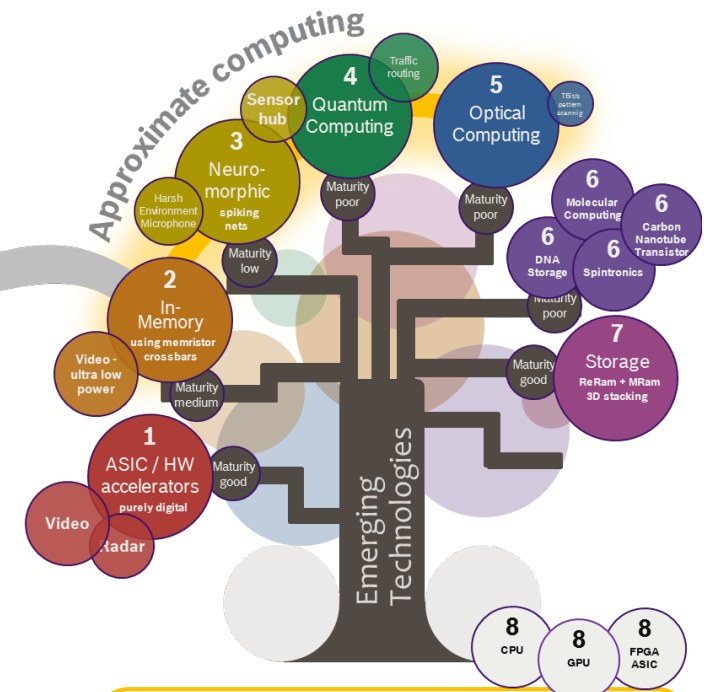 Approximate computing
4
Quantum
Computing
Traffic
routing
5
Optical
Computing
TBit/s
pattern
scannig
Sensor
hub
3
Neuro-
morphic
spiking
nets
Harsh
Environment
Microphone
Maturity
poor
Maturity
poor
Maturity
low
6
Molecular
Computing
6
Carbon
Nanotube
Transistor
6
DNA
Storage
6
Spintronics
Maturity
poor
2
In-
Memory
using memristor
crossbars
Video -
ultra low
power
Maturity
medium
7
Storage
ReRam + MRam
3D stacking
Maturity
good
1
ASIC / HW
accelerators
purely digital
Maturity
good
Video
Radar
Emerging
Technologies
8
CPU
8
GPU
8
FPGA
ASIC